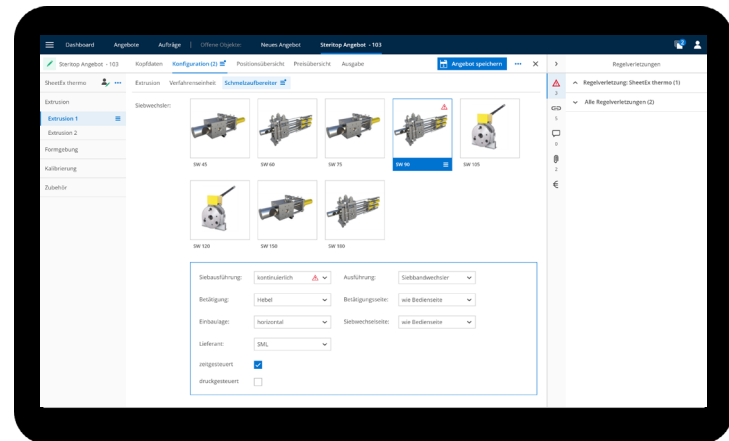 Dashboard Angebote Aufträge | Offene Objekte: Neues Angebot Steritop Angebot - 103 2
Steritop Angebot - 103 Kopfdaten Konfiguration (2) Positionsübersicht Preisübersicht Ausgabe Angebot speichern Regelverletzungen
SheetEx thermo Extrusion Verfahrenseinheit Schmelzaufbereiter Regelverletzung: SheetEx thermo (1)
Extrusion Siebwechsler: Alle Regelverletzungen (2)
Extrusion 1
Extrusion 2
Formgebung
Kalibrierung
Zubehör
SW 45 SW 60 SW 75 SW 90 SW 105
SW 120 SW 150 SW 300
Siebausführung: kontinuierlich Ausführung: Siebbandwechsler
Betätigung: Hebel Betätigungsseite: wie Bedienseite
Einbaulage: horizontal Siebwechselseite: wie Bedienseite
Lieferant: SML
zeitgesteuert
druckgesteuert